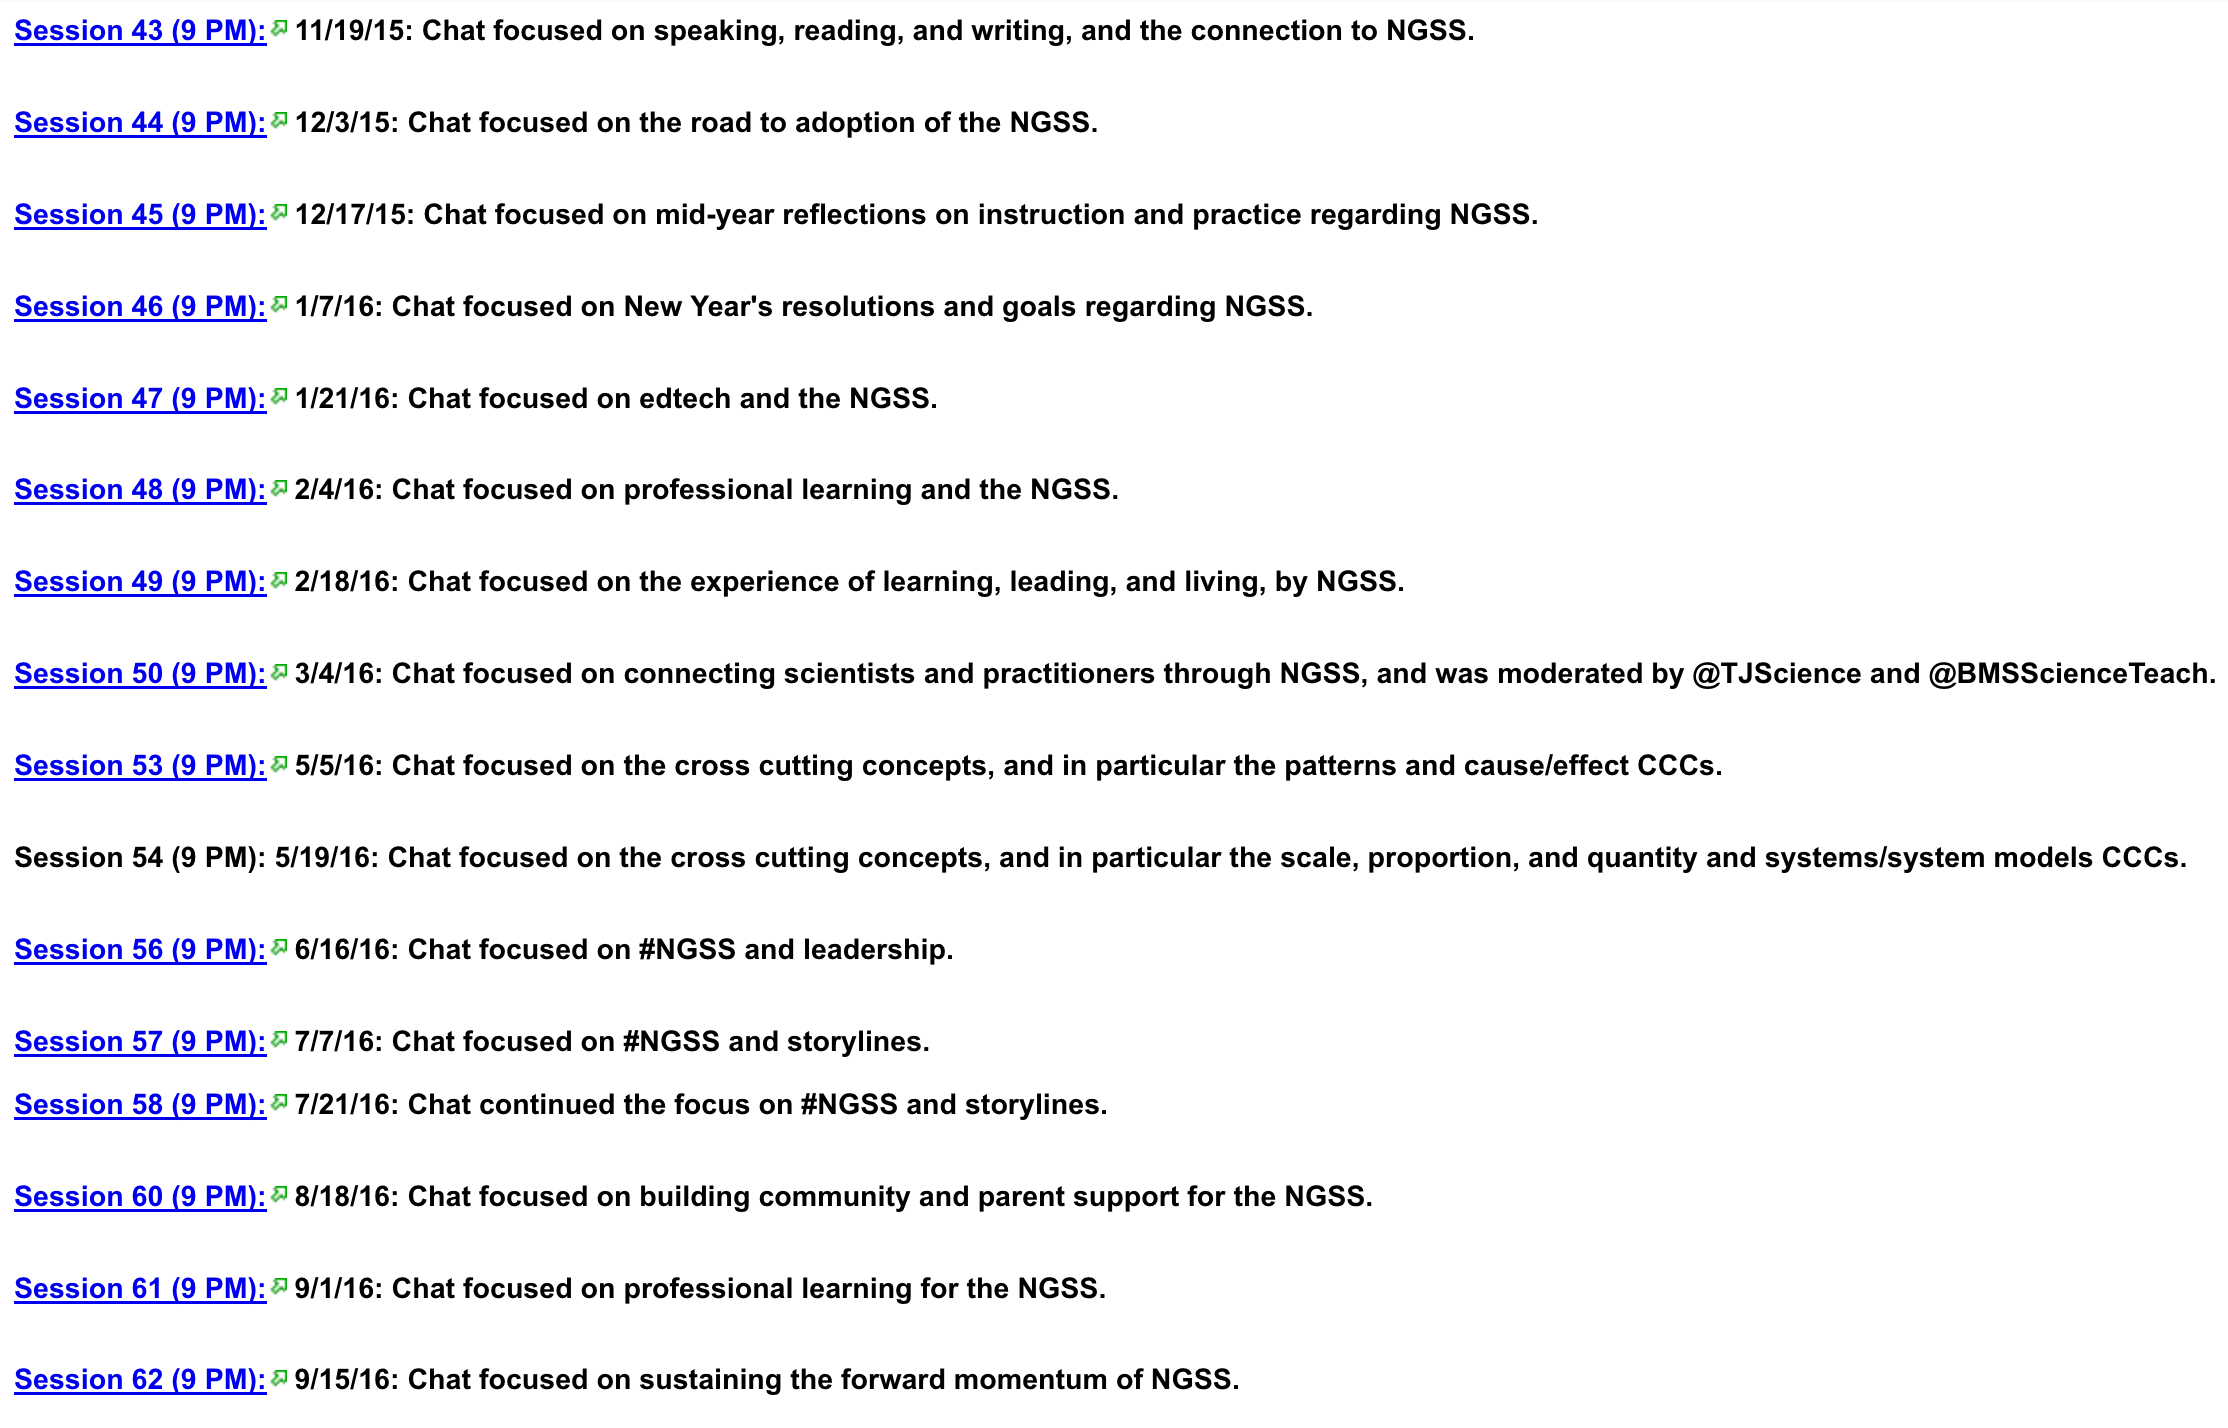 Session 43 (9 PM): 11/19/15: Chat focused on speaking, reading, and writing, and the connection to NGSS.
Session 44 (9 PM): 12/3/15: Chat focused on the road to adoption of the NGSS.
Session 45 (9 PM): 12/17/15: Chat focused on mid-year reflections on instruction and practice regarding NGSS.
Session 46 (9 PM): 1/7/16: Chat focused on New Year's resolutions and goals regarding NGSS.
Session 47 (9 PM): 1/21/16: Chat focused on edtech and the NGSS.
Session 48 (9 PM): 2/4/16: Chat focused on professional learning and the NGSS.
Session 49 (9 PM): 2/18/16: Chat focused on the experience of learning, leading, and living, by NGSS.
Session 50 (9 PM): 3/4/16: Chat focused on connecting scientists and practitioners through NGSS, and was moderated by @TJScience and @BMSScienceTeach.
Session 53 (9 PM): 5/5/16: Chat focused on the cross cutting concepts, and in particular the patterns and cause/effect CCCs.
Session 54 (9 PM): 5/19/16: Chat focused on the cross cutting concepts, and in particular the scale, proportion, and quantity and systems/system models CCCs.
Session 56 (9 PM): 6/16/16: Chat focused on #NGSS and leadership.
Session 57 (9 PM): 7/7/16: Chat focused on #NGSS and storylines.
Session 58 (9 PM): 7/21/16: Chat continued the focus on #NGSS and storylines.
Session 60 (9 PM): 8/18/16: Chat focused on building community and parent support for the NGSS.
Session 61 (9 PM): 9/1/16: Chat focused on professional learning for the NGSS.
Session 62 (9 PM): 9/15/16: Chat focused on sustaining the forward momentum of NGSS.